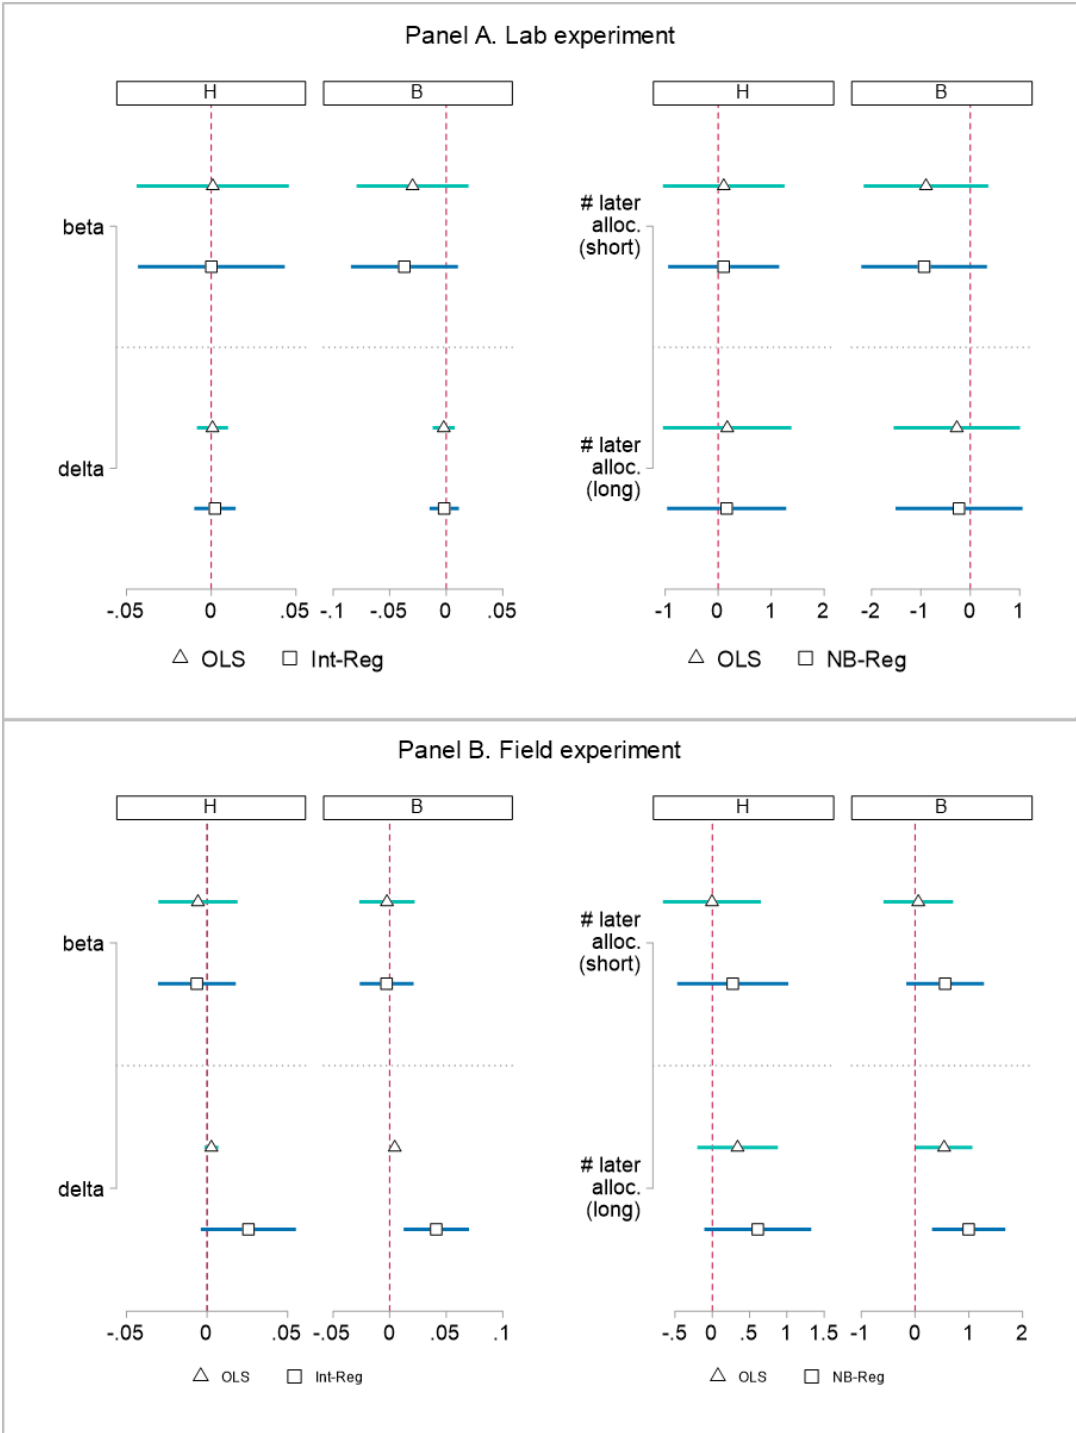 Panel A. Lab experiment
H B H B
# later
alloc.
(short)
beta
# later
alloc.
(long)
delta
-.05 0 .05 -.1 -.05 0 .05 -1 0 1 2 -2 -1 0 1
OLS Int-Reg OLS NB-Reg
Panel B. Field experiment
H B H B
# later
alloc.
(short)
beta
# later
alloc.
(long)
delta
-.05 0 .05 -.05 0 .05 .1 -.5 0 .5 1 1.5 -1 0 1 2
OLS Int-Reg OLS NB-Reg